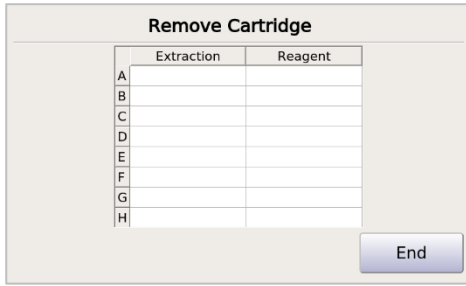 Remove Cartridge
Extraction Reagent
A
B
C
D
E
F
G
H
End